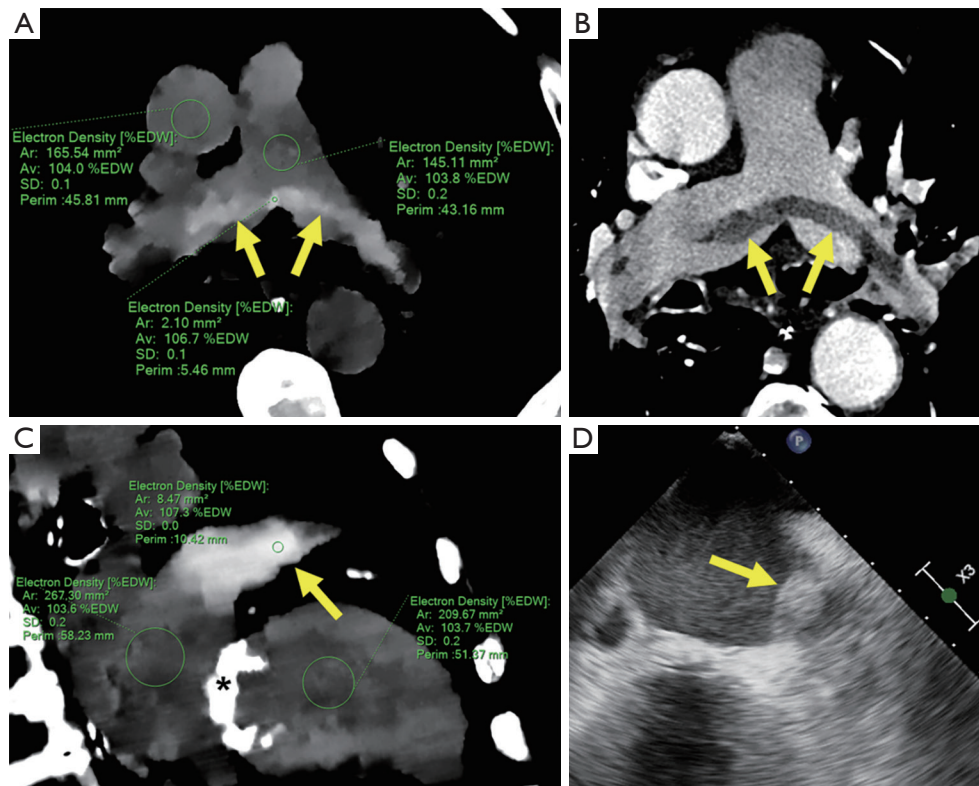 A
Electron Density [%EDW]:
Ar: 165.54 mm²
Av: 104.0 %EDW
SD: 0.1
Perim :45.81 mm
Electron Density [%EDW]:
Ar: 145.11 mm²
Av: 103.8 %EDW
SD: 0.2
Perim :43.16 mm
Electron Density [%EDW]:
Ar: 2.10 mm²
Av: 106.7 %EDW
SD: 0.1
Perim :5.46 mm
B
C
Electron Density [%EDW]:
Ar: 8.47 mm²
Av: 107.3 %EDW
SD: 0.0
Perim :10.42 mm
Electron Density [%EDW]:
Ar: 267.30 mm²
Av: 103.6 %EDW
SD: 0.2
Perim :58.23 mm
Electron Density [%EDW]:
Ar: 209.67 mm²
Av: 103.7 %EDW
SD: 0.2
Perim :51.37 mm
*
D
P
X3